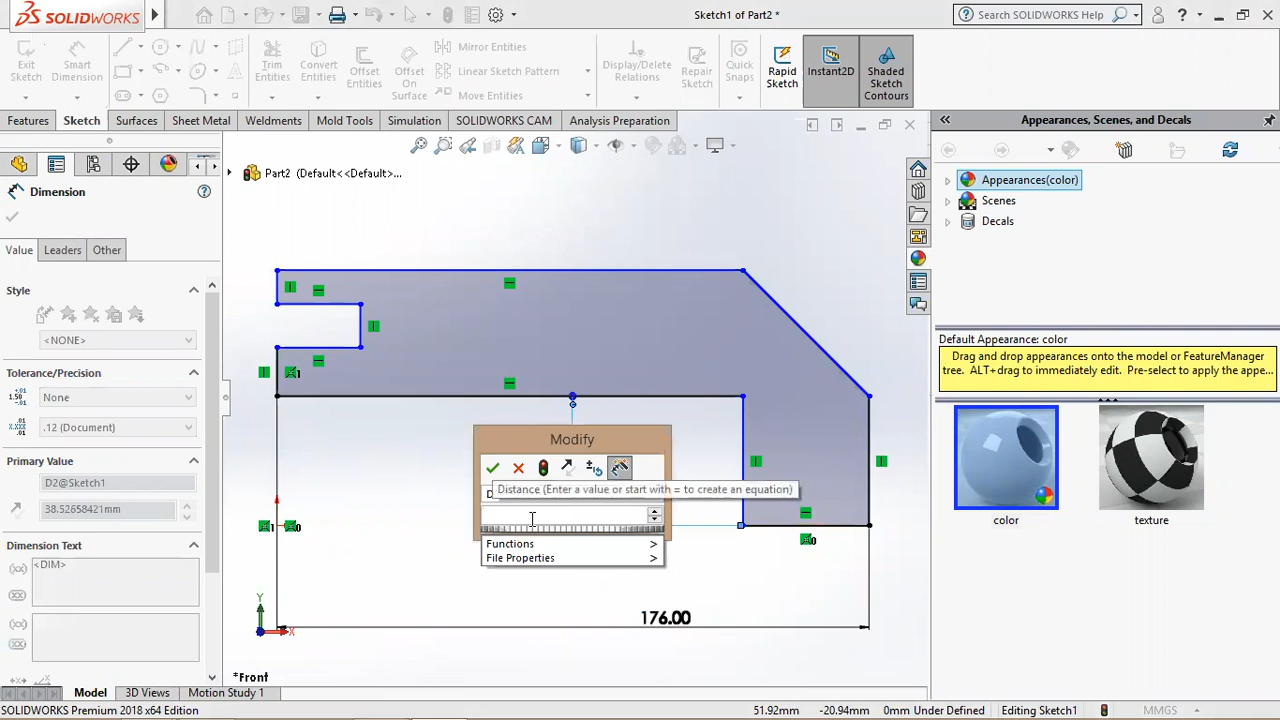 SOLIDWORKS
Sketch1 of Part2 *
Search SOLIDWORKS Help
?
Exit Sketch
Smart Dimension
Trim Entities
Convert Entities
Offset Entities
Offset On Surface
Mirror Entities
Linear Sketch Pattern
Move Entities
Display/Delete Relations
Repair Sketch
Quick Snaps
Rapid Sketch
Instant2D
Shaded Sketch Contours
Features
Sketch
Surfaces
Sheet Metal
Weldments
Mold Tools
Simulation
SOLIDWORKS CAM
Analysis Preparation
Appearances, Scenes, and Decals
Part2 (Default<<Default>...
Dimension
Value
Leaders
Other
Style
<NONE>
Tolerance/Precision
None
.12 (Document)
Primary Value
D2@Sketch1
38.52658421mm
Dimension Text
<DIM>
Modify
D
Distance (Enter a value or start with = to create an equation)
Functions >
File Properties >
176.00
Y
X
*Front
Appearances(color)
Scenes
Decals
Default Appearance: color
Drag and drop appearances onto the model or FeatureManager
tree. ALT+drag to immediately edit. Pre-select to apply the appe...
color
texture
Model
3D Views
Motion Study 1
SOLIDWORKS Premium 2018 x64 Edition
51.92mm
-20.94mm
0mm
Under Defined
Editing Sketch1
MMGS